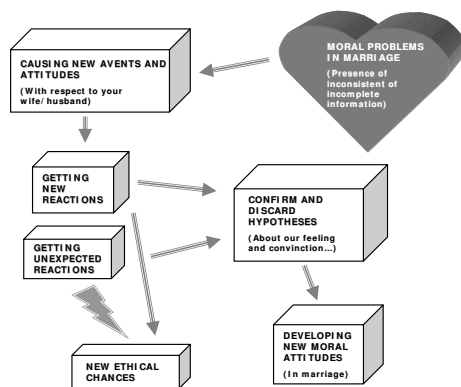 MORAL PROBLEMS
IN MARRIAGE
(Presence of
inconsistent of
incomplete
information)
CAUSING NEW AVENTS AND
ATTITUDES
(With respect to your
wife/husband)
GETTING
NEW
REACTIONS
CONFIRM AND
DISCARD
HYPOTHESES
(About our feeling
and conviction...)
GETTING
UNEXPECTED
REACTIONS
DEVELOPING
NEW MORAL
ATTITUDES
(In marriage)
NEW ETHICAL
CHANCES